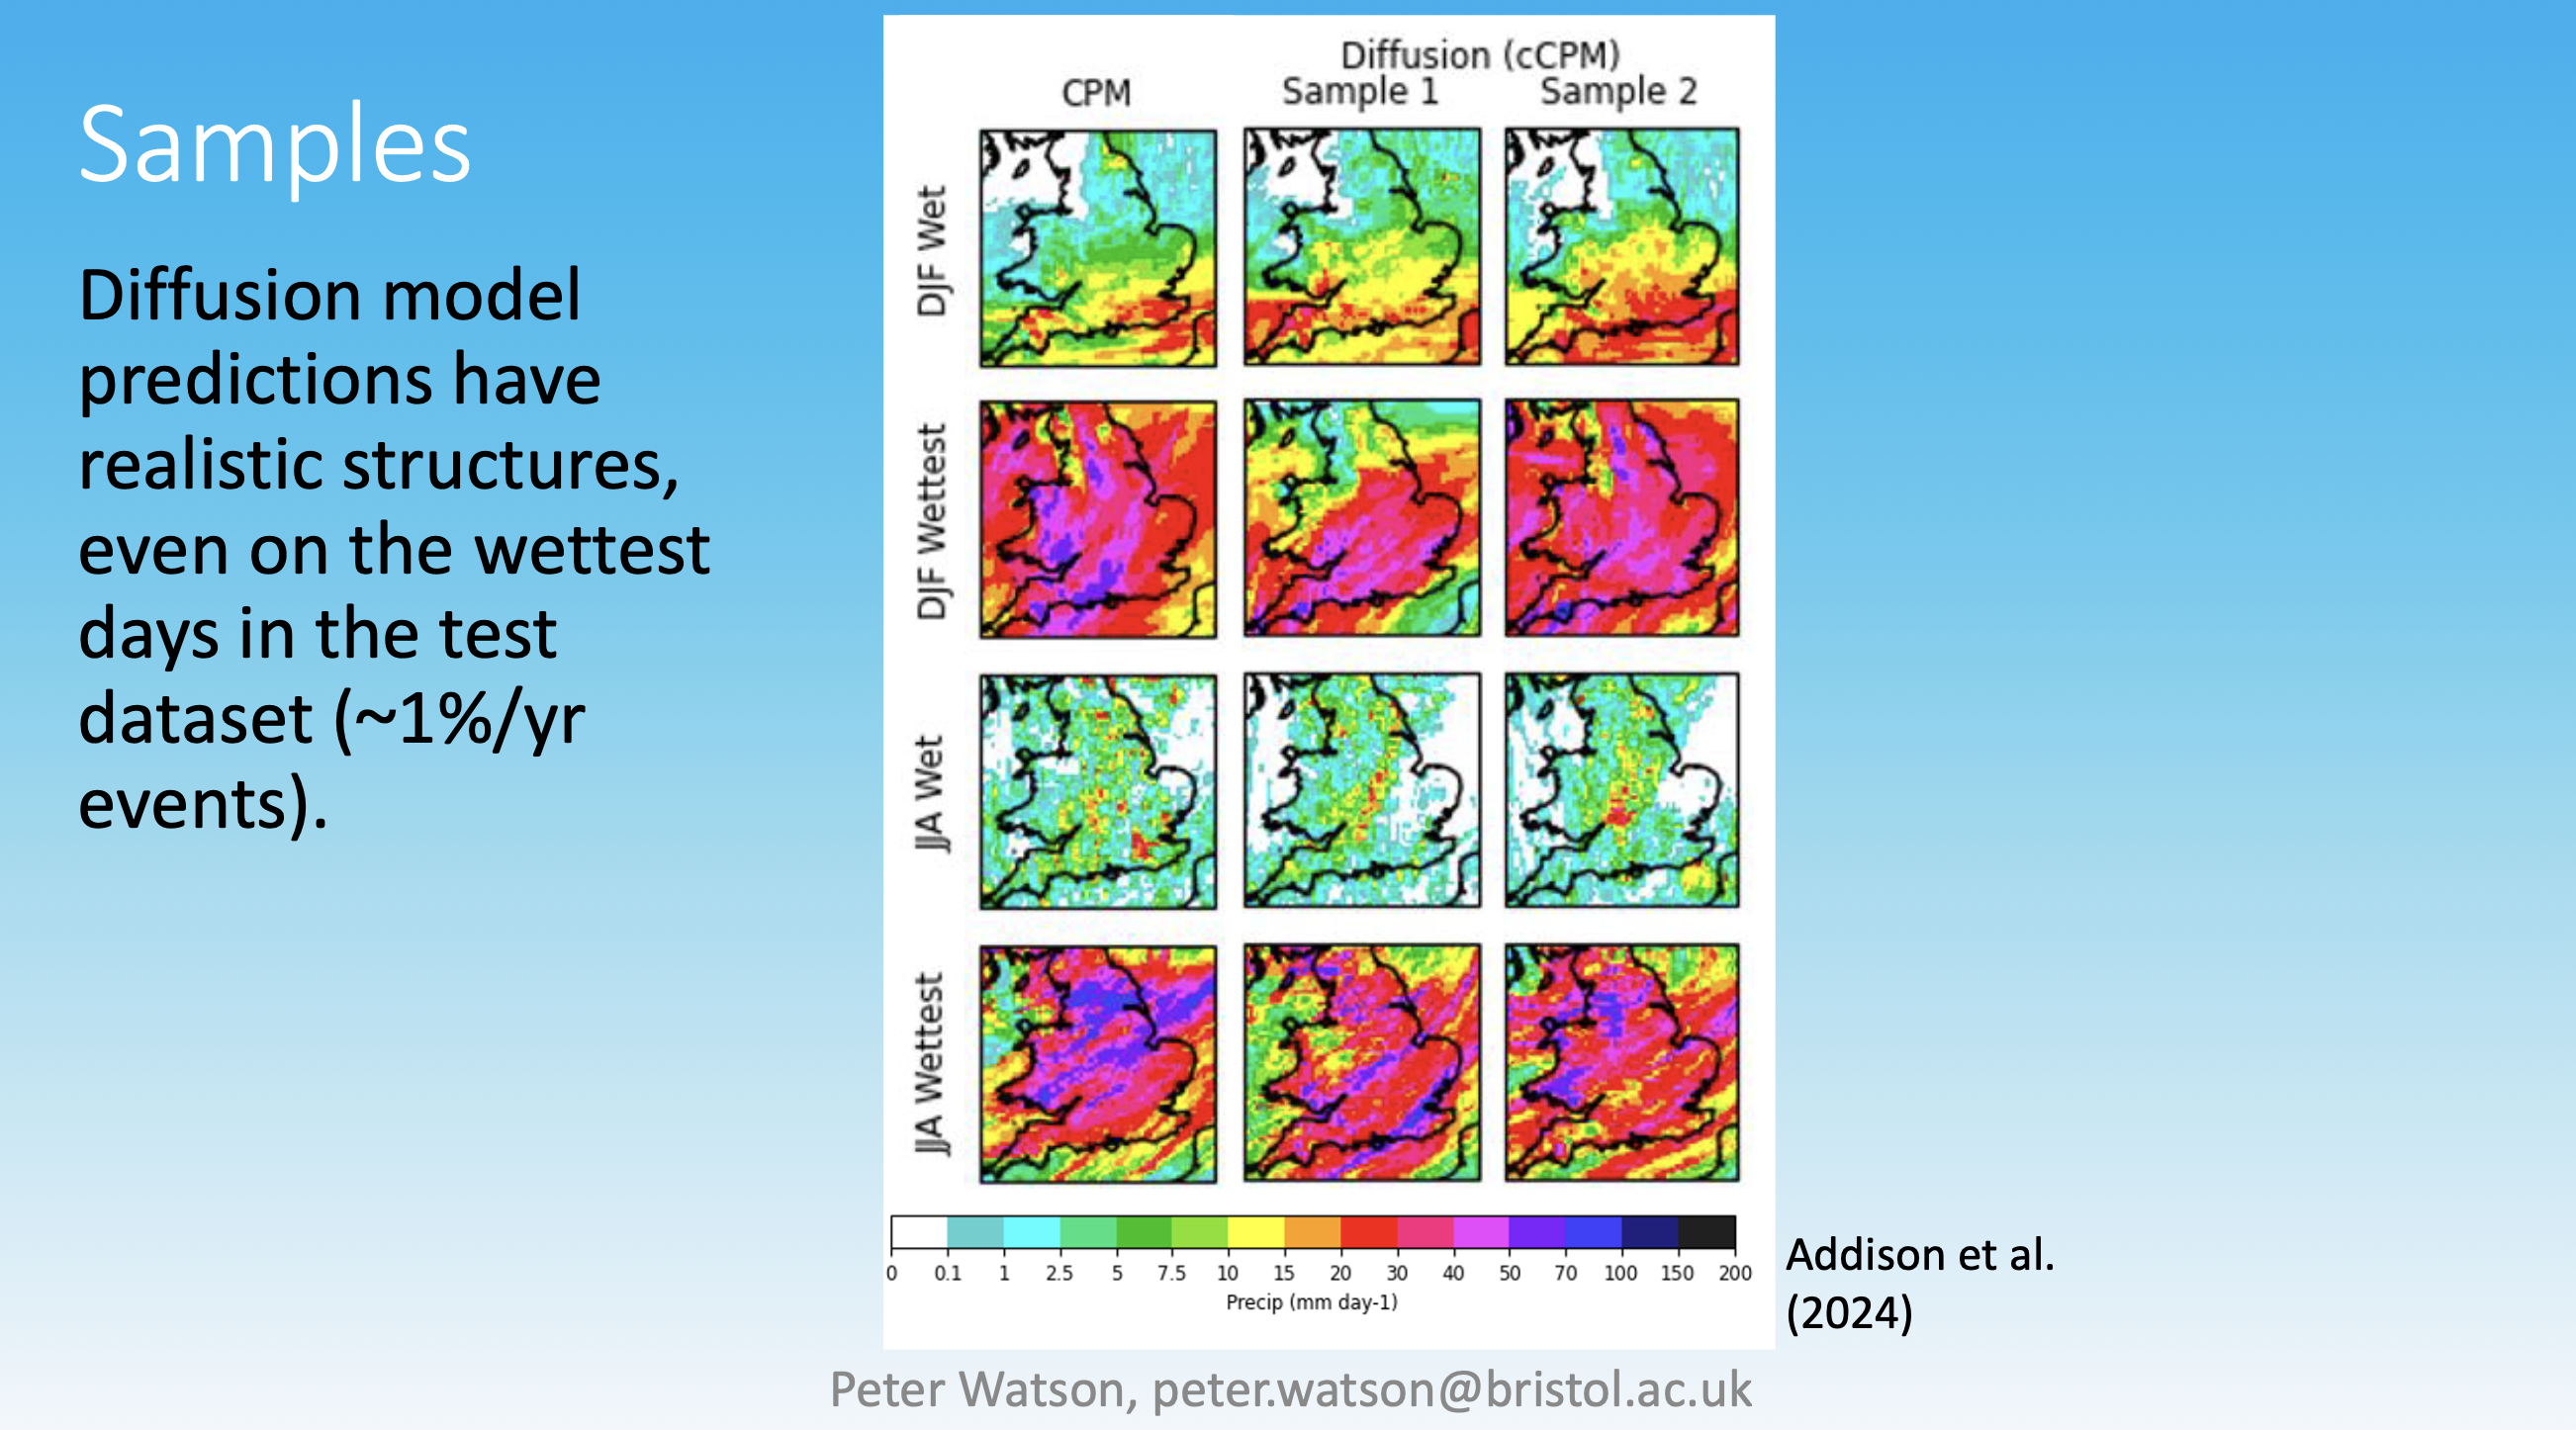 Samples
Diffusion model
predictions have
realistic structures,
even on the wettest
days in the test
dataset (~1%/yr
events).
Diffusion (cCPM)
CPM
Sample 1
Sample 2
DJF Wet
DJF Wettest
JJA Wet
JJA Wettest
0 0.1 1 2.5 5 7.5 10 15 20 30 40 50 70 100 150 200
Precip (mm day-1)
Addison et al.
(2024)
Peter Watson, peter.watson@bristol.ac.uk